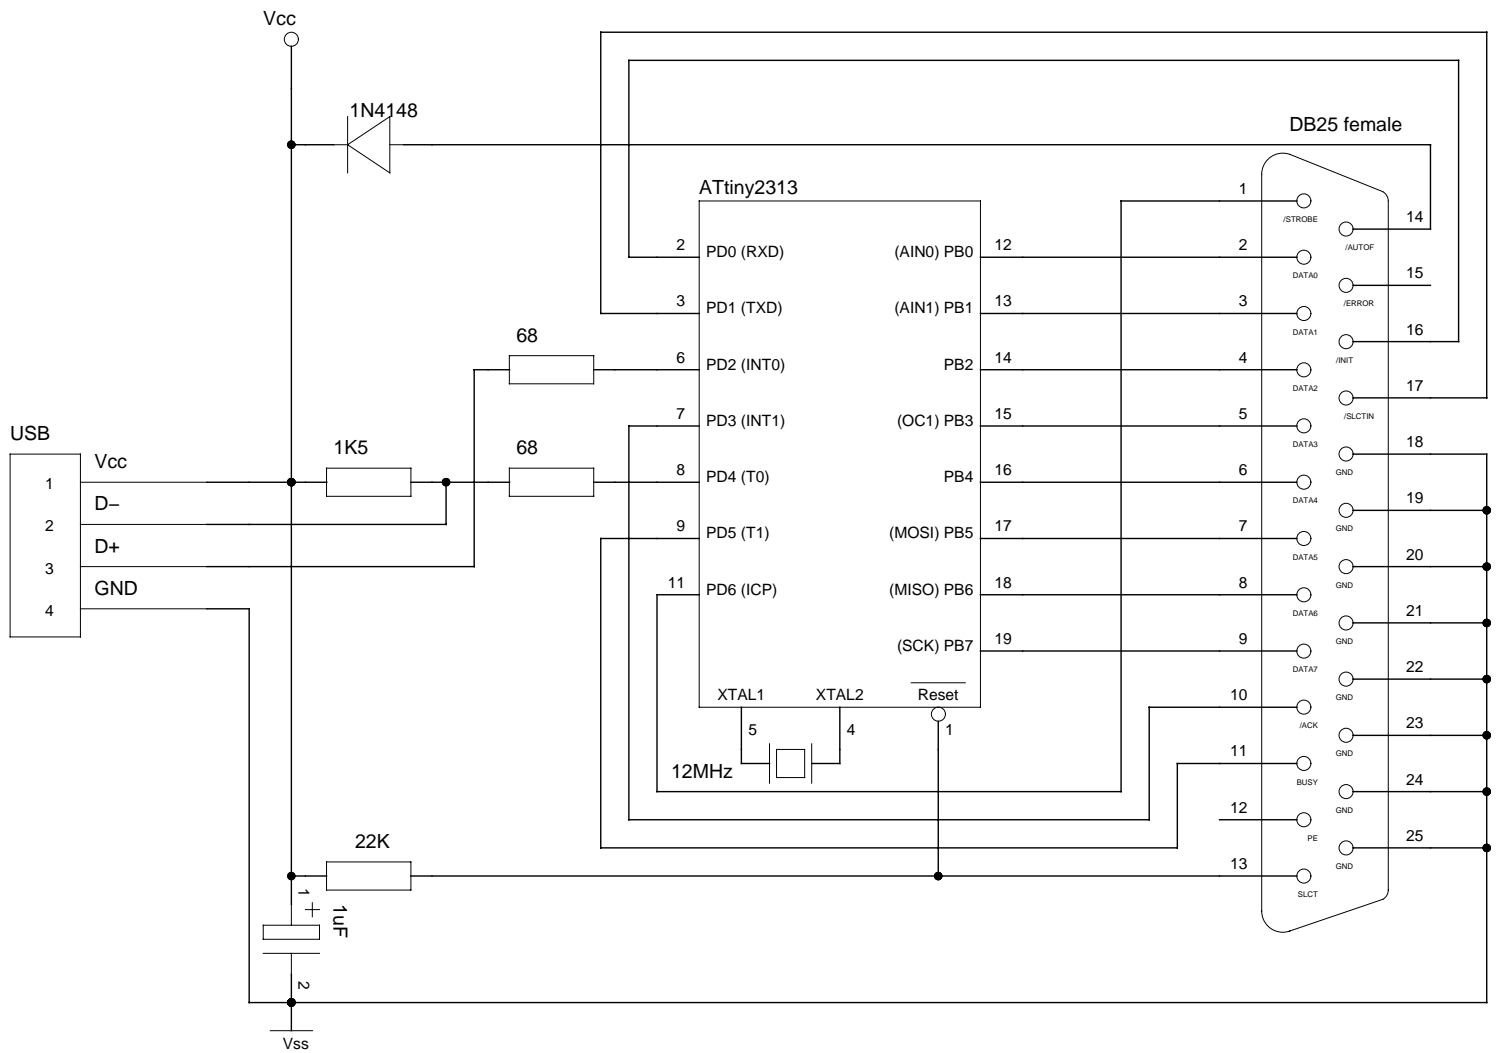 Vcc
1N4148
DB25 female
ATtiny2313
1
/STROBE
14
/AUTOF
2
PD0 (RXD)
(AIN0) PB0
12
2
DATA0
15
/ERROR
3
PD1 (TXD)
(AIN1) PB1
13
3
DATA1
16
/INIT
68
6
PD2 (INT0)
PB2
14
4
DATA2
17
/SLCTIN
7
PD3 (INT1)
(OC1) PB3
15
5
DATA3
18
GND
USB
Vcc
1
1K5
68
8
PD4 (T0)
PB4
16
6
DATA4
19
GND
D–
2
9
PD5 (T1)
(MOSI) PB5
17
7
DATA5
20
GND
D+
3
GND
4
11
PD6 (ICP)
(MISO) PB6
18
8
DATA6
21
GND
(SCK) PB7
19
9
DATA7
22
GND
XTAL1
XTAL2
Reset
5
4
1
10
/ACK
23
GND
12MHz
11
BUSY
24
GND
12
PE
25
GND
22K
13
SLCT
1
+
1uF
2
Vss